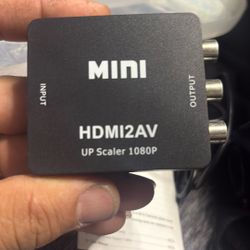 MINI
INPUT
OUTPUT
HDMI2AV
UP Scaler 1080P